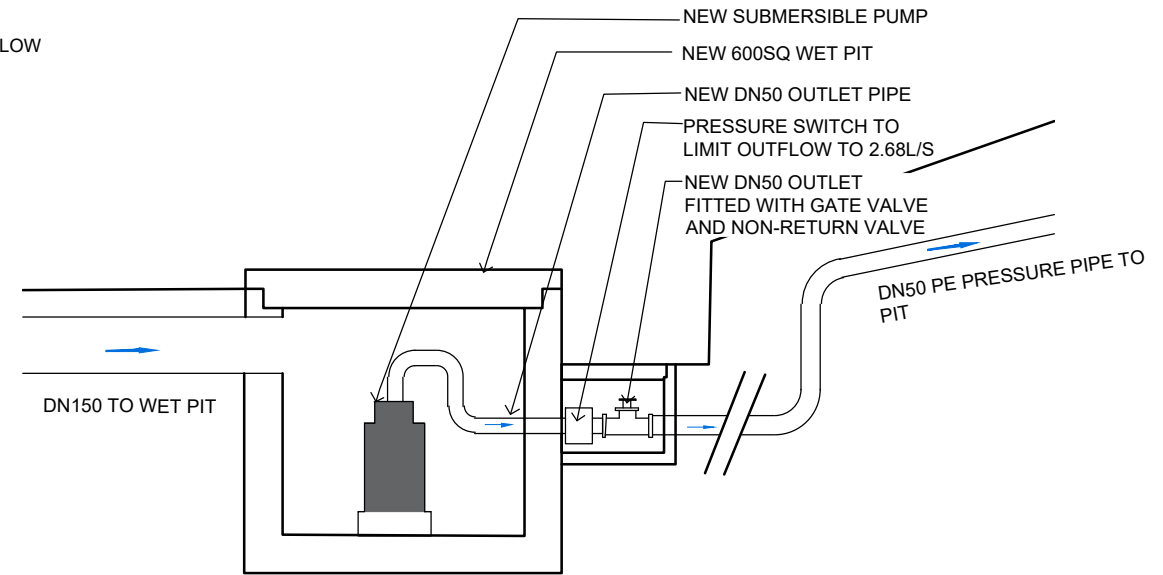 LOW
NEW SUBMERSIBLE PUMP
NEW 600SQ WET PIT
NEW DN50 OUTLET PIPE
PRESSURE SWITCH TO
LIMIT OUTFLOW TO 2.68L/S
NEW DN50 OUTLET
FITTED WITH GATE VALVE
AND NON-RETURN VALVE
DN50 PE PRESSURE PIPE TO
PIT
DN150 TO WET PIT